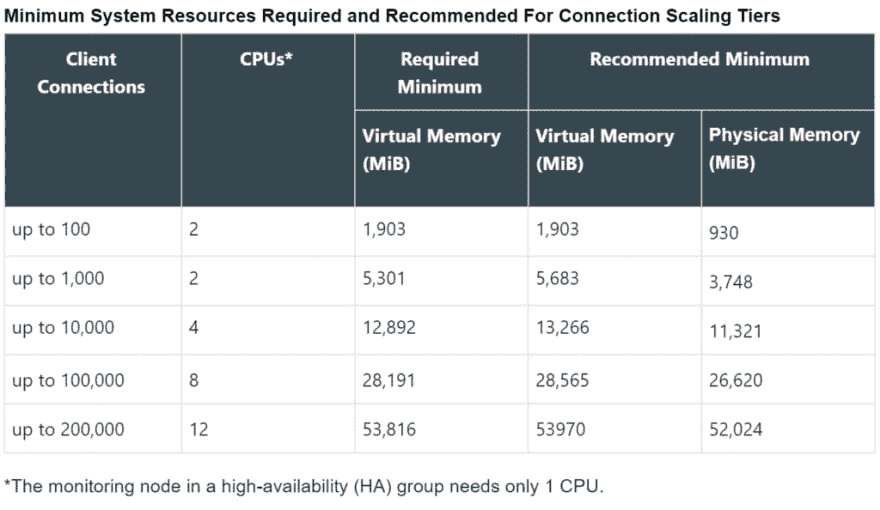 Minimum System Resources Required and Recommended For Connection Scaling Tiers
Client Connections CPUs* Required Minimum Recommended Minimum
Virtual Memory (MiB) Virtual Memory (MiB) Physical Memory (MiB)
up to 100 2 1,903 1,903 930
up to 1,000 2 5,301 5,683 3,748
up to 10,000 4 12,892 13,266 11,321
up to 100,000 8 28,191 28,565 26,620
up to 200,000 12 53,816 53970 52,024
*The monitoring node in a high-availability (HA) group needs only 1 CPU.